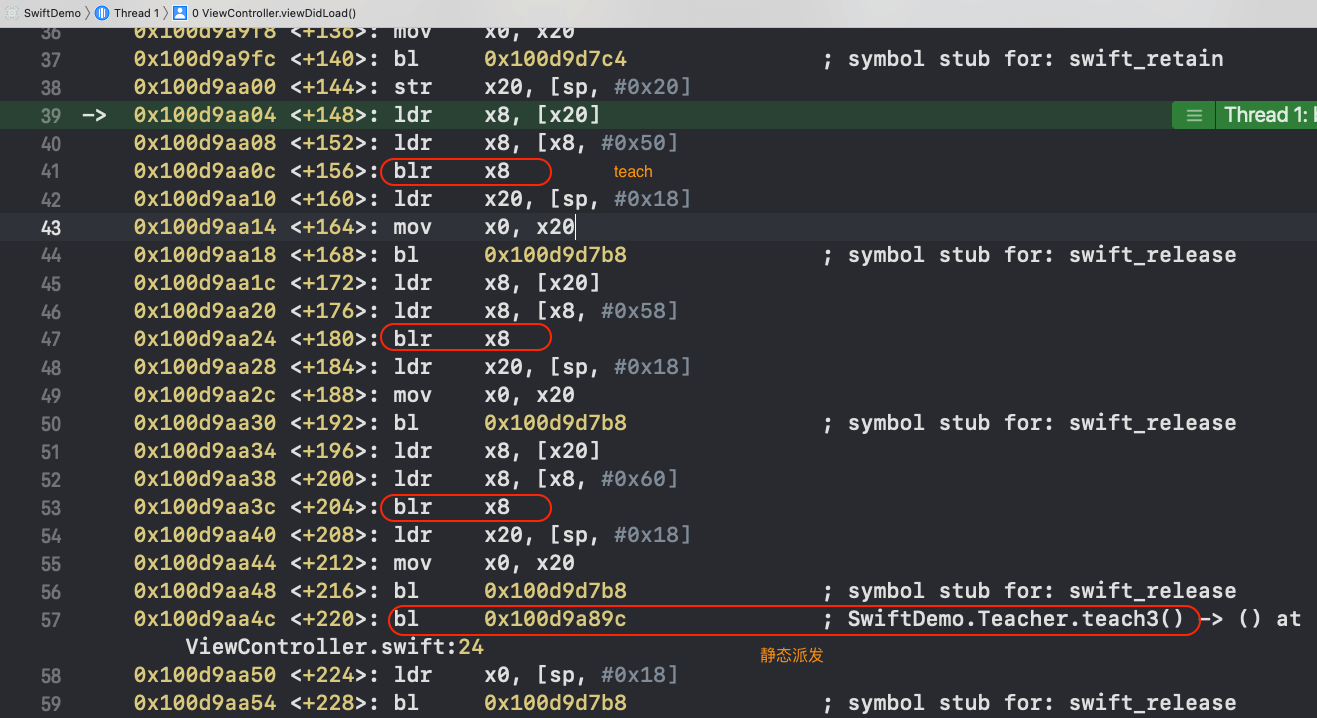 SwiftDemo 〉 Thread 1 〉 0 ViewController.viewDidLoad()
36 0x100d9a9f8 <+136>: mov x0, x20
37 0x100d9a9fc <+140>: bl 0x100d9d7c4 ; symbol stub for: swift_retain
38 0x100d9aa00 <+144>: str x20, [sp, #0x20]
39 -> 0x100d9aa04 <+148>: ldr x8, [x20] Thread 1:
40 0x100d9aa08 <+152>: ldr x8, [x8, #0x50]
41 0x100d9aa0c <+156>: blr x8 teach
42 0x100d9aa10 <+160>: ldr x20, [sp, #0x18]
43 0x100d9aa14 <+164>: mov x0, x20
44 0x100d9aa18 <+168>: bl 0x100d9d7b8 ; symbol stub for: swift_release
45 0x100d9aa1c <+172>: ldr x8, [x20]
46 0x100d9aa20 <+176>: ldr x8, [x8, #0x58]
47 0x100d9aa24 <+180>: blr x8
48 0x100d9aa28 <+184>: ldr x20, [sp, #0x18]
49 0x100d9aa2c <+188>: mov x0, x20
50 0x100d9aa30 <+192>: bl 0x100d9d7b8 ; symbol stub for: swift_release
51 0x100d9aa34 <+196>: ldr x8, [x20]
52 0x100d9aa38 <+200>: ldr x8, [x8, #0x60]
53 0x100d9aa3c <+204>: blr x8
54 0x100d9aa40 <+208>: ldr x20, [sp, #0x18]
55 0x100d9aa44 <+212>: mov x0, x20
56 0x100d9aa48 <+216>: bl 0x100d9d7b8 ; symbol stub for: swift_release
57 0x100d9aa4c <+220>: bl 0x100d9a89c ; SwiftDemo.Teacher.teach3() -> () at
ViewController.swift:24
静态派发
58 0x100d9aa50 <+224>: ldr x0, [sp, #0x18]
59 0x100d9aa54 <+228>: bl 0x100d9d7b8 ; symbol stub for: swift_release